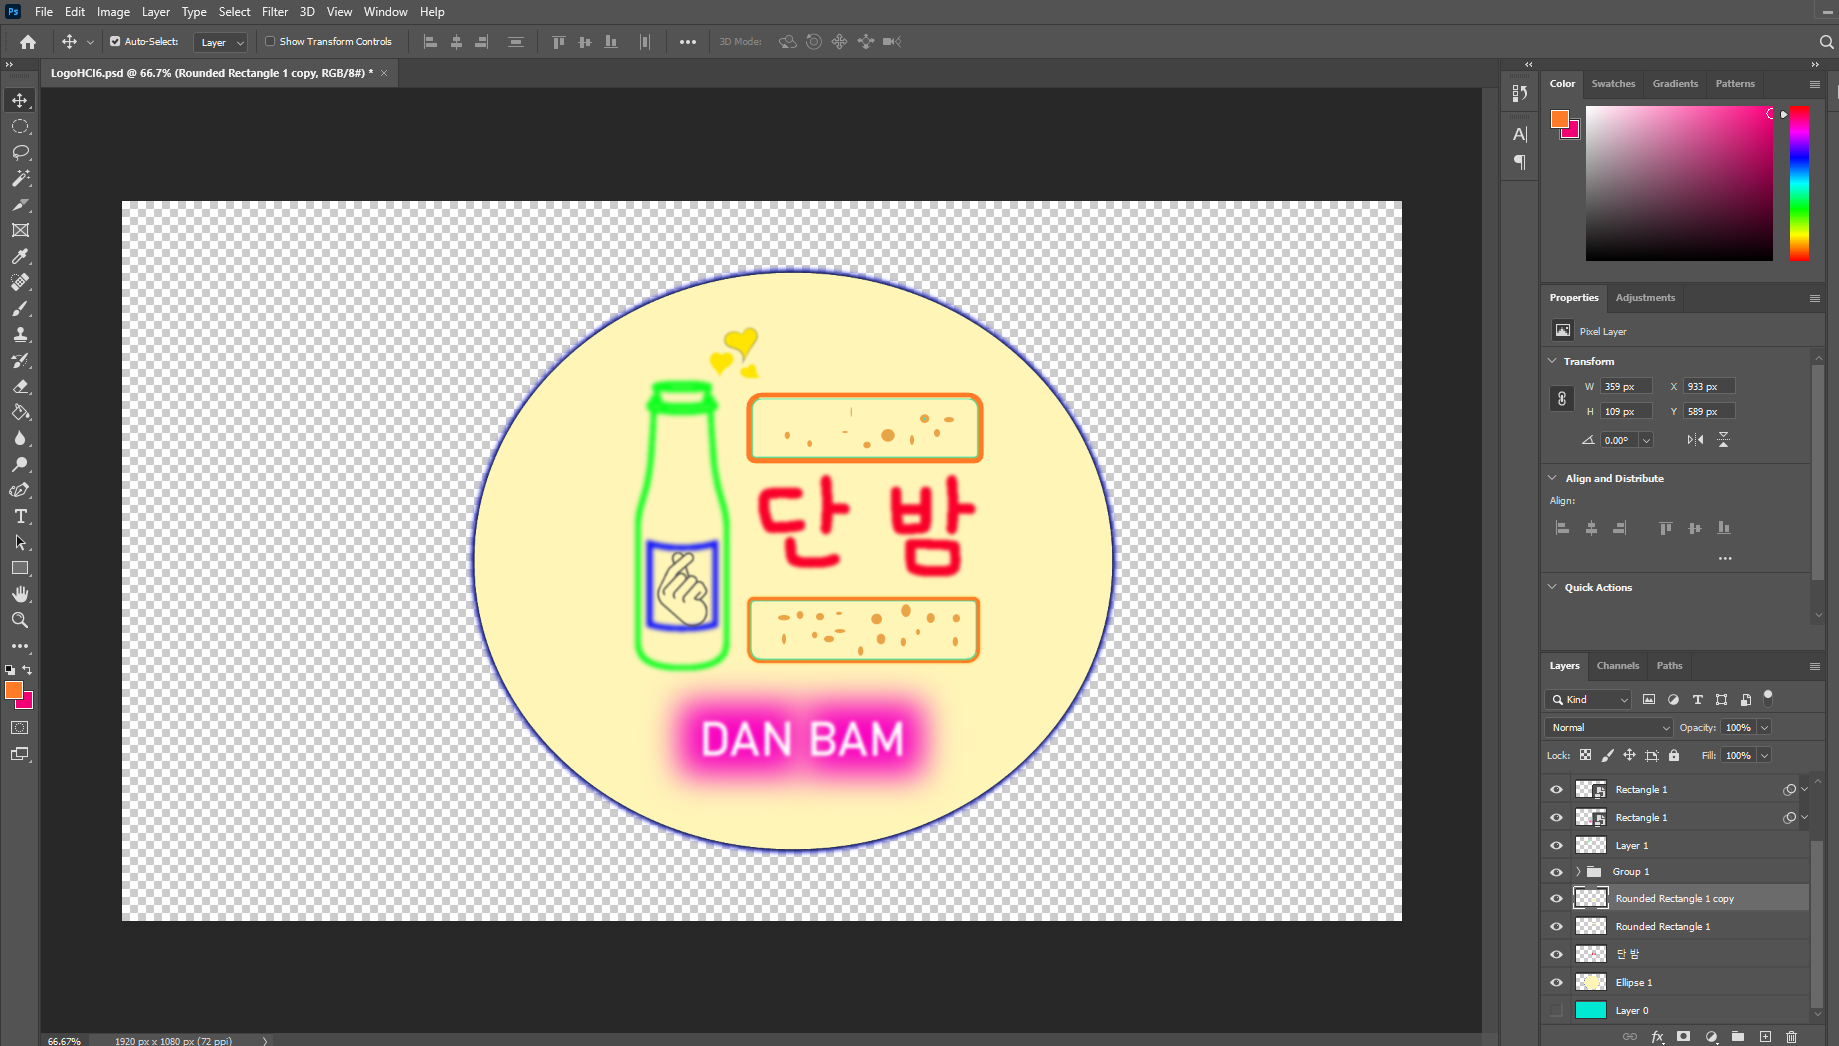 Ps File Edit Image Layer Type Select Filter 3D View Window Help
Auto-Select: Layer Show Transform Controls 3D Mode:
LogoHCI6.psd @ 66.7% (Rounded Rectangle 1 copy, RGB/8#) * ×
단 밤
DAN BAM
66.67% 1920 px x 1080 px (72 ppi)
Color Swatches Gradients Patterns
Properties Adjustments
Pixel Layer
Transform
W 359 px X 933 px
H 109 px Y 589 px
0.00°
Align and Distribute
Align:
Quick Actions
Layers Channels Paths
Kind
Normal Opacity: 100%
Lock: Fill: 100%
Rectangle 1
Rectangle 1
Layer 1
Group 1
Rounded Rectangle 1 copy
Rounded Rectangle 1
단 밤
Ellipse 1
Layer 0
fx